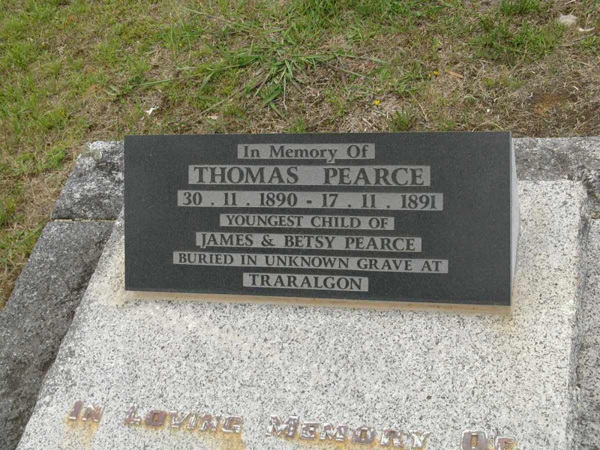 In Memory Of
THOMAS PEARCE
30 . 11 . 1890 - 17 . 11 . 1891
YOUNGEST CHILD OF
JAMES & BETSY PEARCE
BURIED IN UNKNOWN GRAVE AT
TRARALGON
IN LOVING MEMORY OF